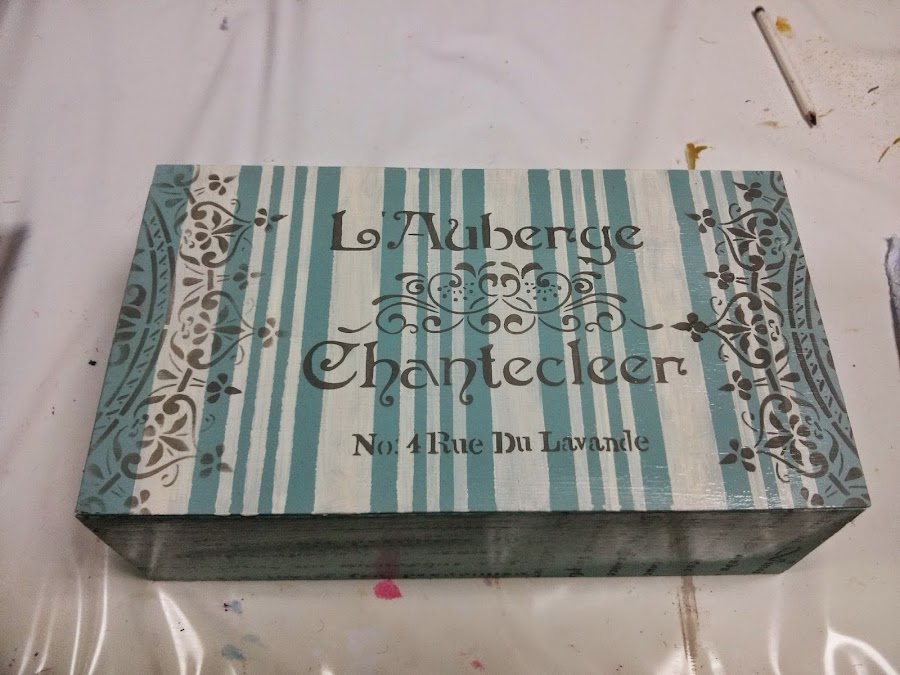 L'Auberge
Chantecleer
No: 4 Rue Du Lavande